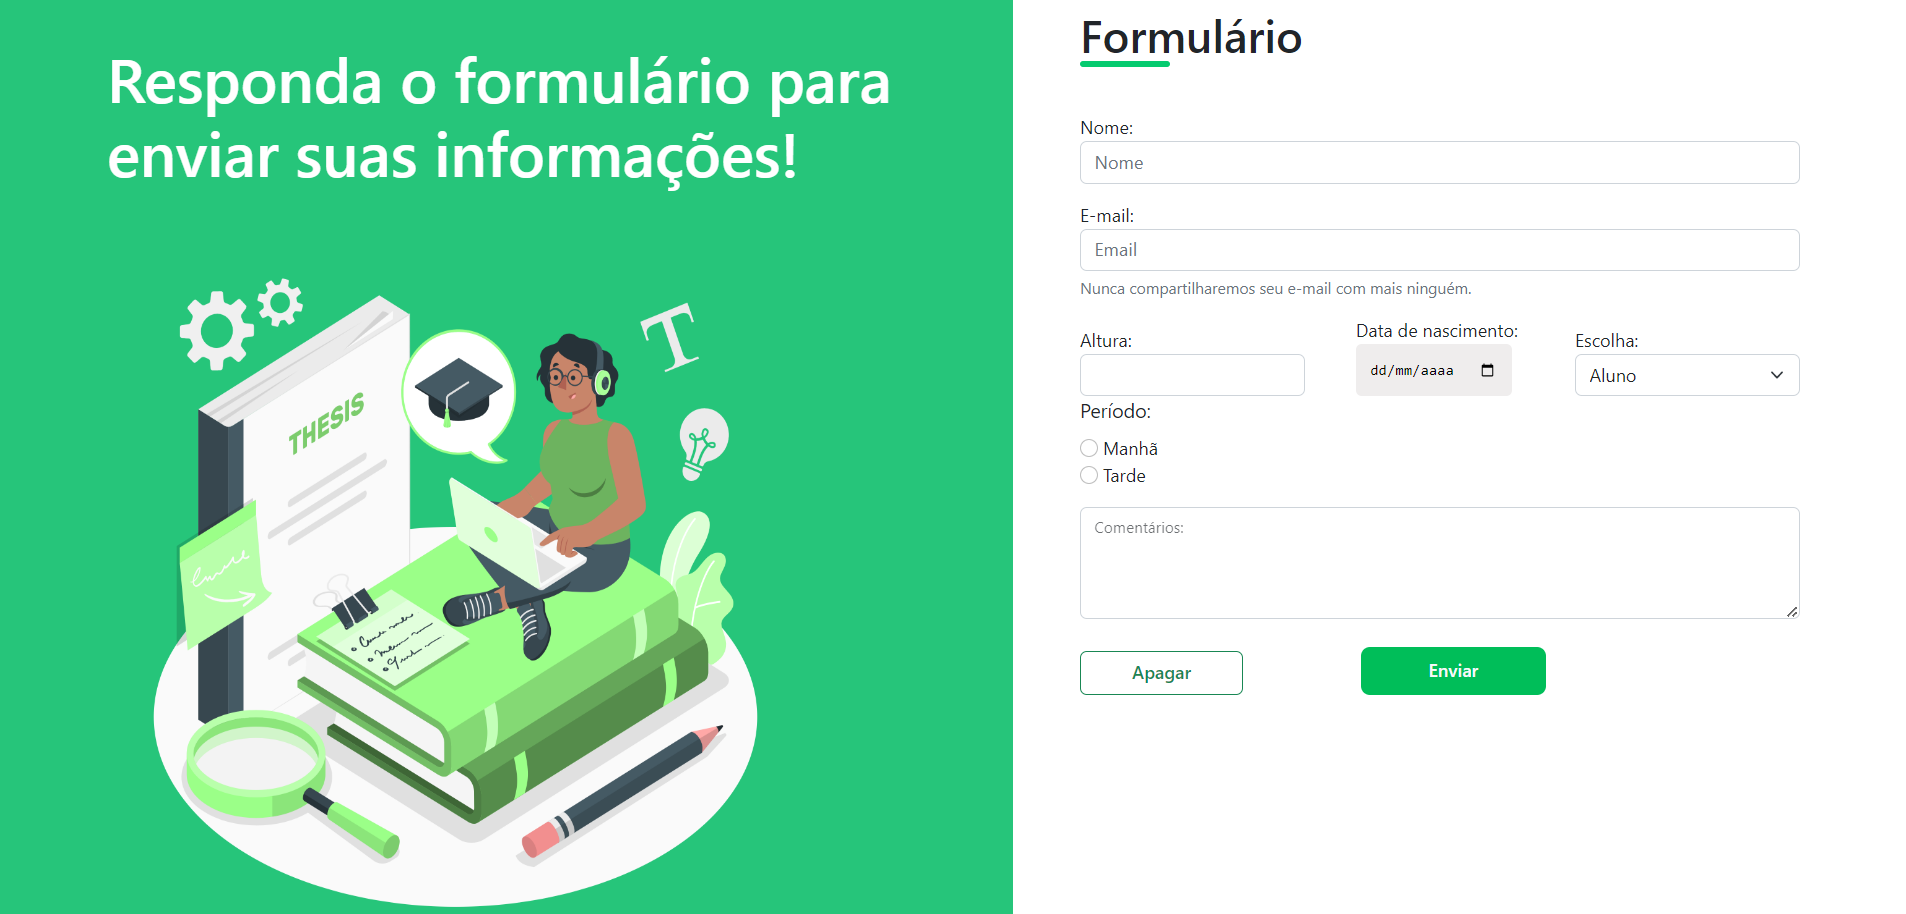 Responda o formulário para
enviar suas informações!
THESIS
T
Formulário
Nome:
Nome
E-mail:
Email
Nunca compartilharemos seu e-mail com mais ninguém.
Altura:
Data de nascimento:
dd/mm/aaaa
Escolha:
Aluno
Período:
Manhã
Tarde
Comentários:
Apagar
Enviar